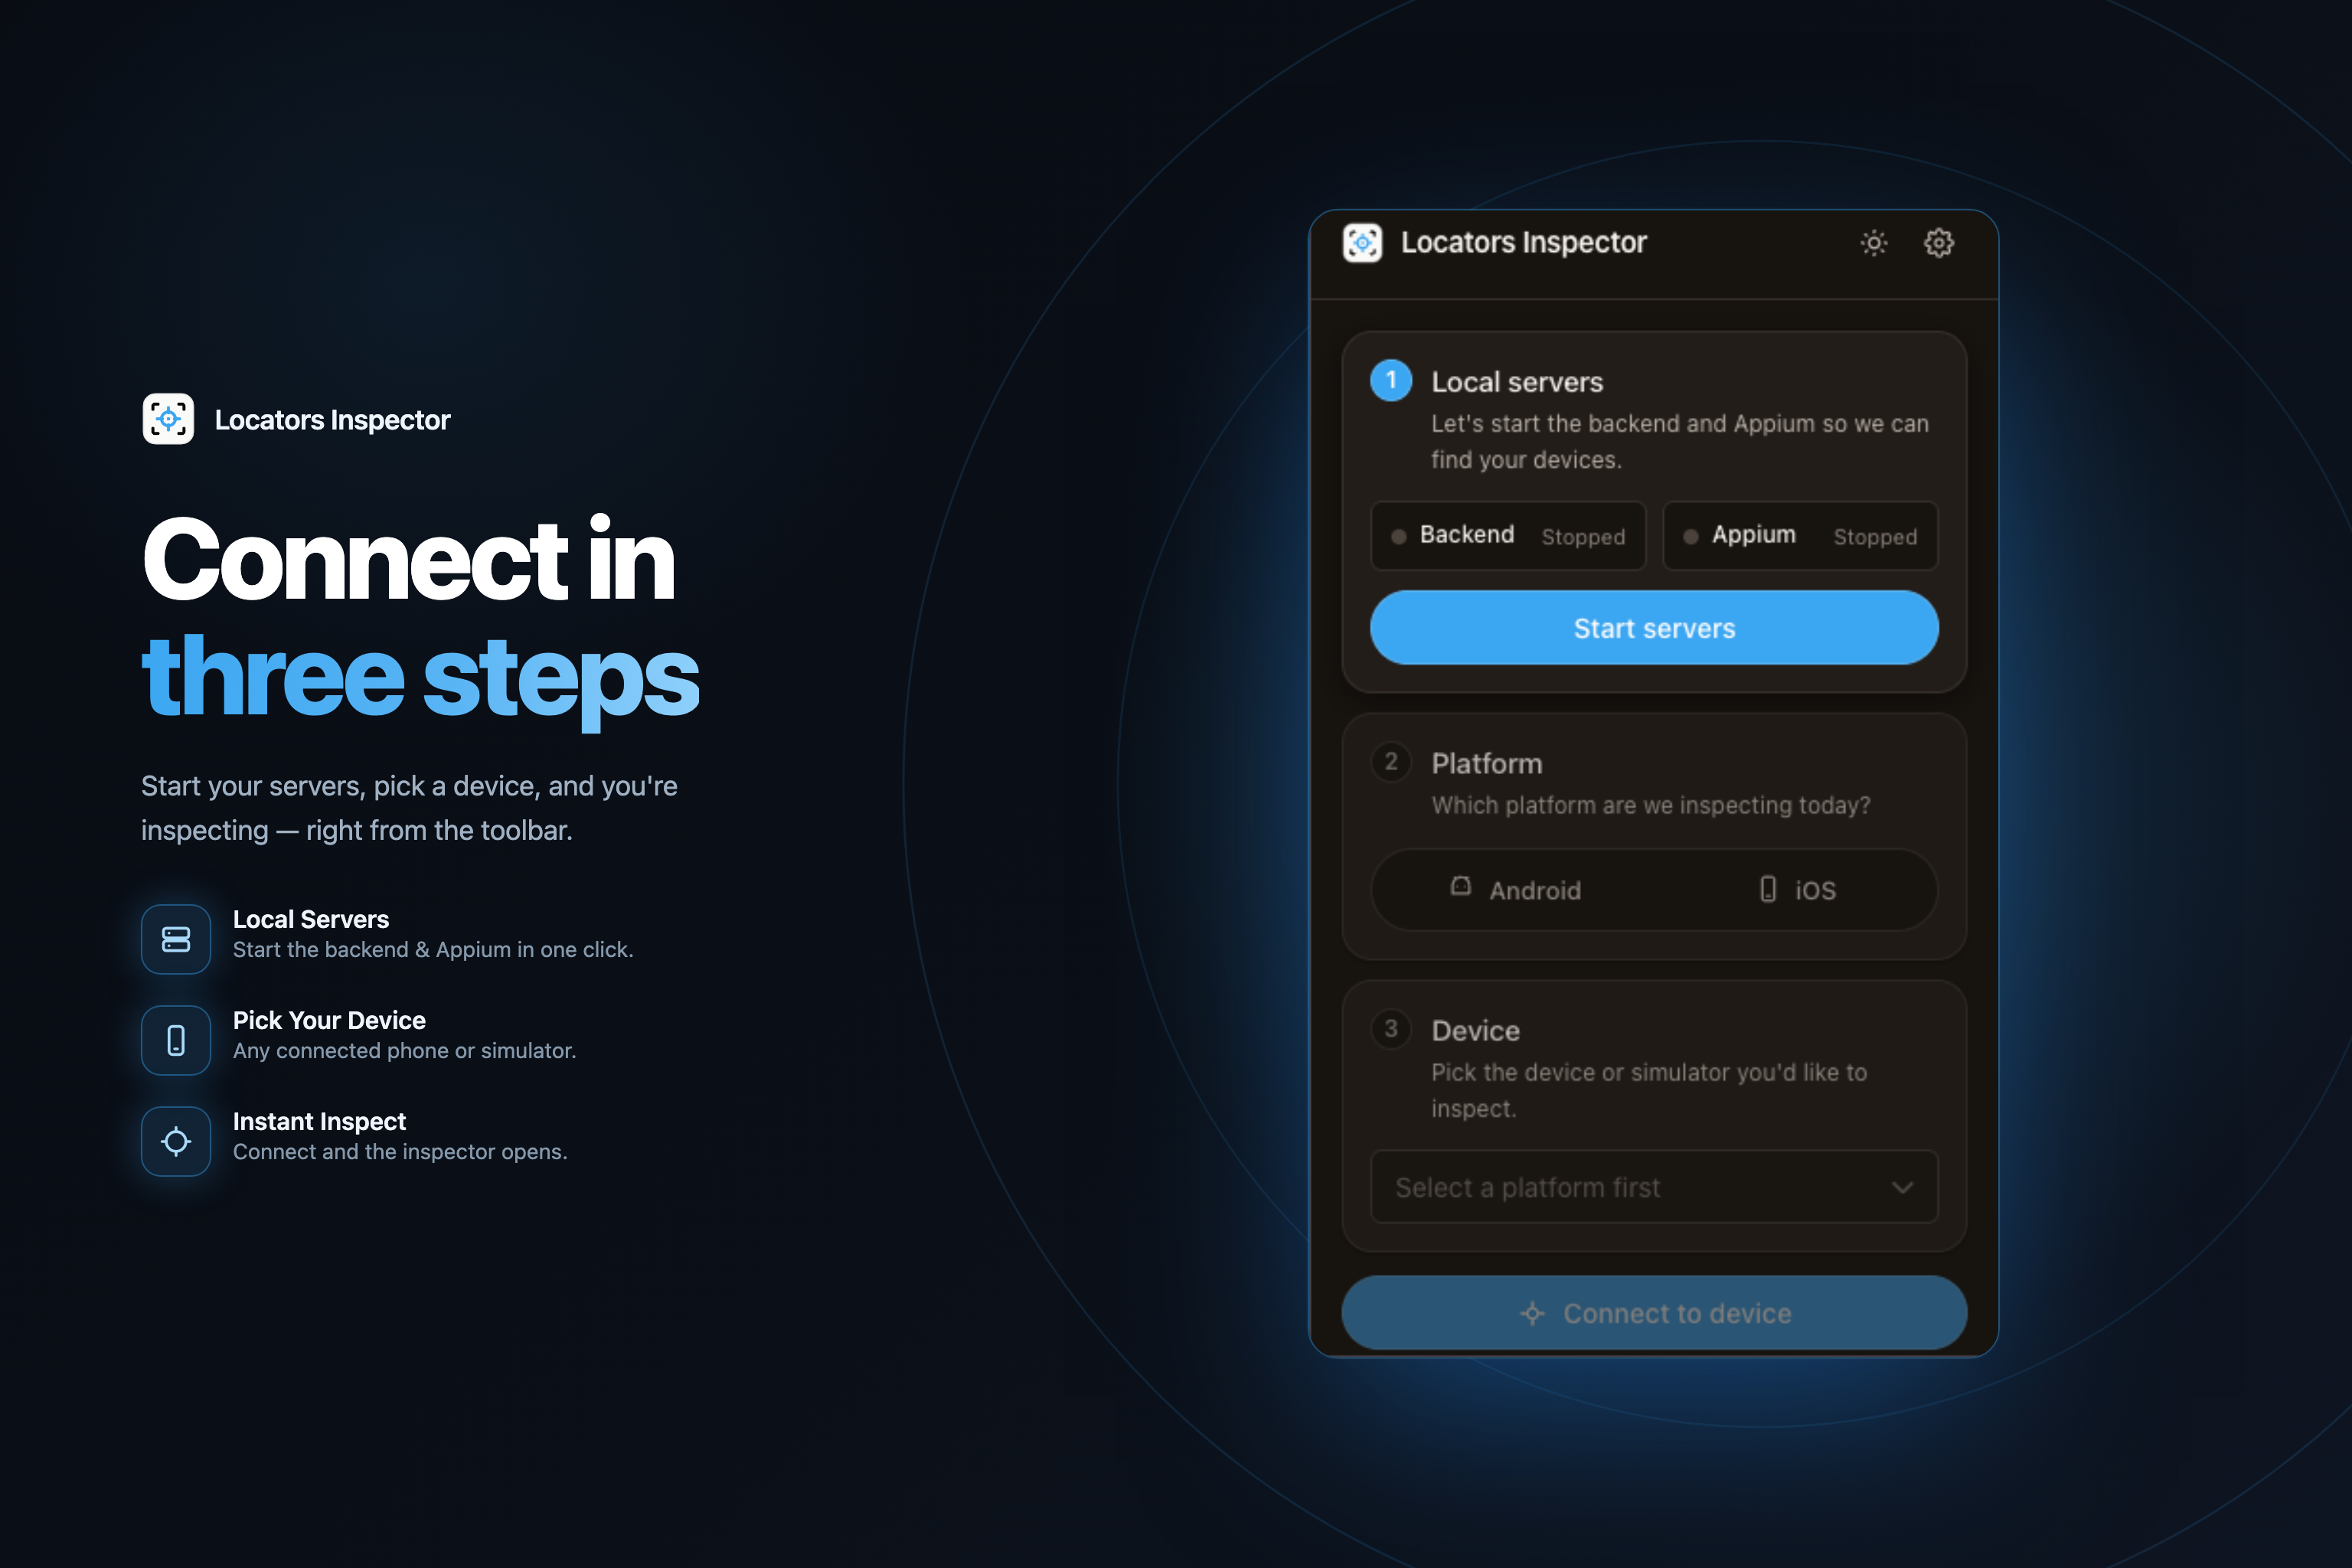 Locators Inspector
Connect in
three steps
Start your servers, pick a device, and you're
inspecting — right from the toolbar.
Local Servers
Start the backend & Appium in one click.
Pick Your Device
Any connected phone or simulator.
Instant Inspect
Connect and the inspector opens.
Locators Inspector
1 Local servers
Let's start the backend and Appium so we can
find your devices.
Backend Stopped Appium Stopped
Start servers
2 Platform
Which platform are we inspecting today?
Android iOS
3 Device
Pick the device or simulator you'd like to
inspect.
Select a platform first
Connect to device